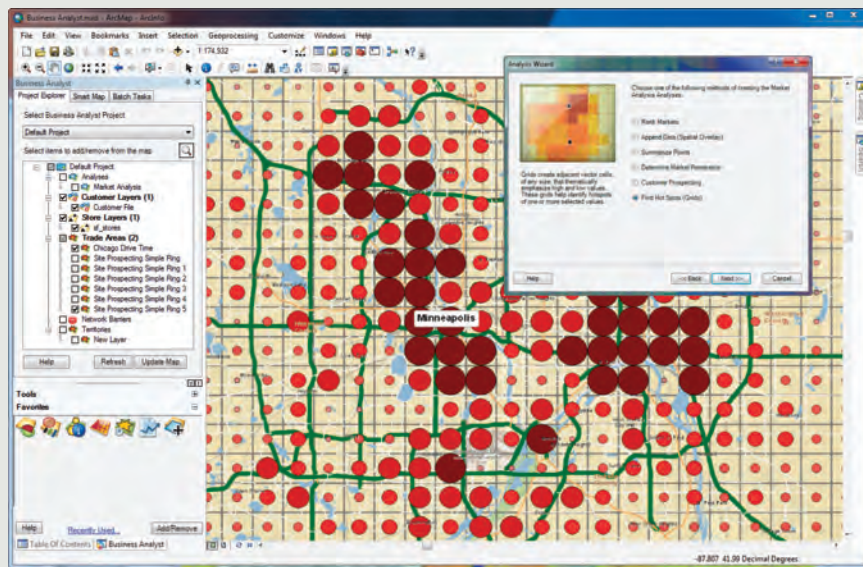 Business Analyst.mxd - ArcMap - ArcInfo
File Edit View Bookmarks Insert Selection Geoprocessing Customize Windows Help
1:174,932
Business Analyst
Project Explorer Smart Map Batch Tasks
Select Business Analyst Project
Default Project
Select items to add/remove from the map
Default Project
Analyses
Market Analysis
Customer Layers (1)
Customer File
Store Layers (1)
sf_stores
Trade Areas (2)
Chicago Drive Time
Site Prospecting Simple Ring
Site Prospecting Simple Ring 1
Site Prospecting Simple Ring 2
Site Prospecting Simple Ring 3
Site Prospecting Simple Ring 4
Site Prospecting Simple Ring 5
Network Barriers
Territories
New Layer
Help Refresh Update Map
Tools
Favorites
Help Recently Used... Add/Remove
Table Of Contents Business Analyst
Minneapolis
Analysis Wizard
Choose one of the following methods of creating the Market
Analysis Analyses:
Rank Markets
Append Data (Spatial Overlay)
Summarize Points
Determine Market Penetration
Customer Prospecting
Find Hot Spots (Grids)
Grids create adjacent vector cells,
of any size, that thematically
emphasize high and low values.
These grids help identify hotspots
of one or more selected values.
Help << Back Next >> Cancel
-87.807 41.99 Decimal Degrees